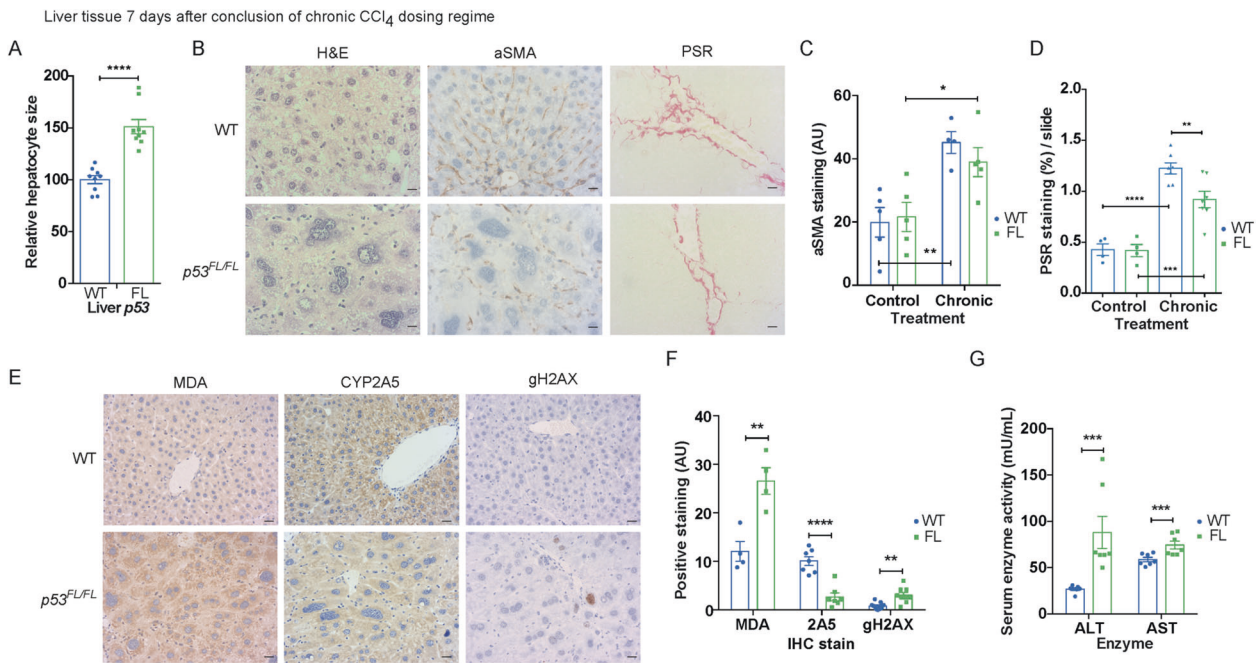 Liver tissue 7 days after conclusion of chronic CCl4 dosing regime
A
Relative hepatocyte size
200
150
100
50
0
****
WT FL
Liver p53
B
H&E aSMA PSR
WT
p53FL/FL
C
aSMA staining (AU)
80
60
40
20
0
*
**
WT
FL
Control Chronic
Treatment
D
PSR staining (%) / slide
2.0
1.5
1.0
0.5
0.0
**
****
***
WT
FL
Control Chronic
Treatment
E
MDA CYP2A5 gH2AX
WT
p53FL/FL
F
Positive staining (AU)
40
30
20
10
0
**
****
**
WT
FL
MDA 2A5 gH2AX
IHC stain
G
Serum enzyme activity (mU/mL)
200
150
100
50
0
***
***
WT
FL
ALT AST
Enzyme